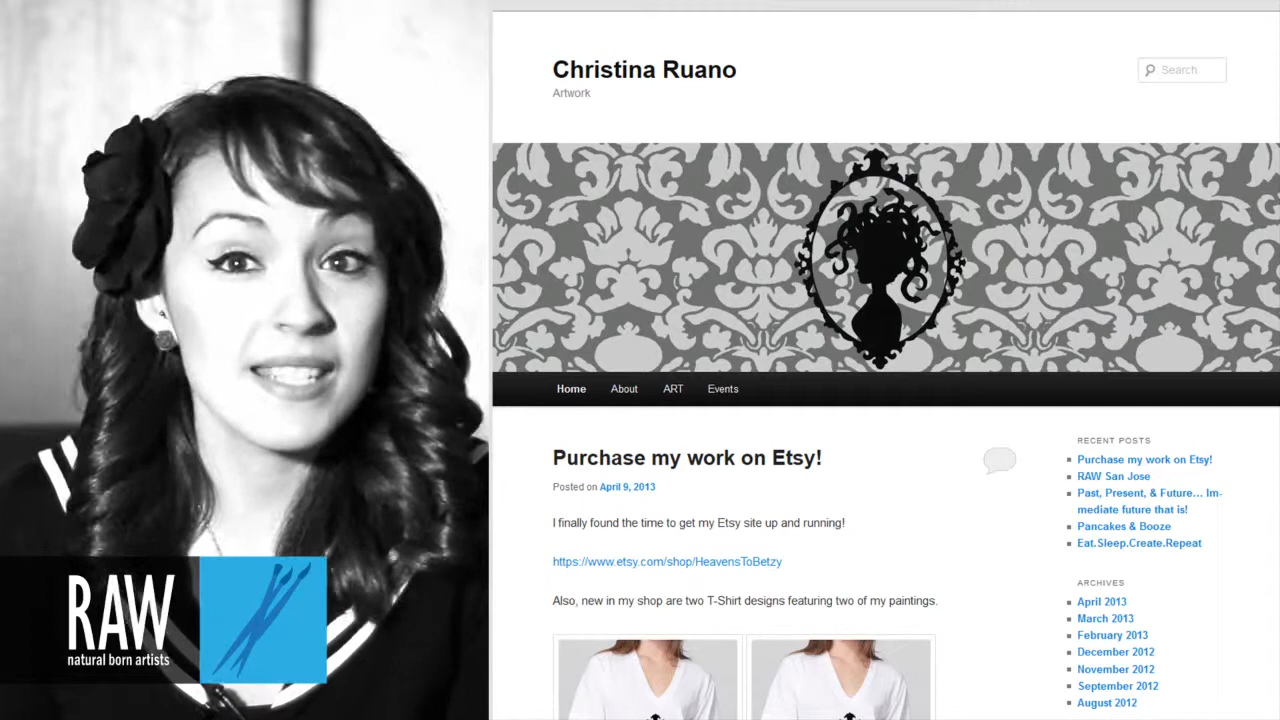 Christina Ruano
Artwork
Search
Home About ART Events
Purchase my work on Etsy!
Posted on April 9, 2013
I finally found the time to get my Etsy site up and running!
https://www.etsy.com/shop/HeavensToBetzy
Also, new in my shop are two T-Shirt designs featuring two of my paintings.
RECENT POSTS
Purchase my work on Etsy!
RAW San Jose
Past, Present, & Future… Im-
mediate future that is!
Pancakes & Booze
Eat.Sleep.Create.Repeat
ARCHIVES
April 2013
March 2013
February 2013
December 2012
November 2012
September 2012
August 2012
RAW
natural born artists